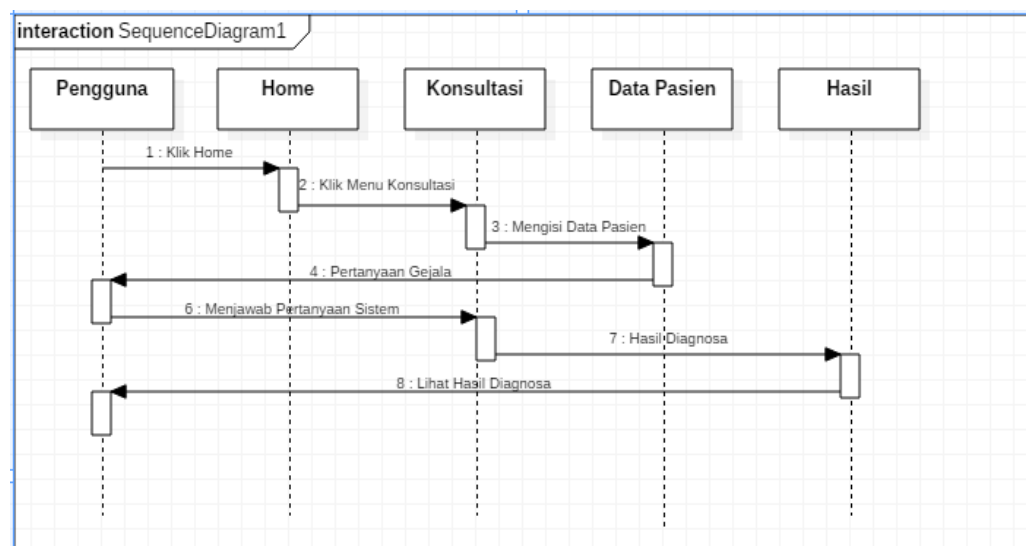 interaction SequenceDiagram1
Pengguna
Home
Konsultasi
Data Pasien
Hasil
1 : Klik Home
2 : Klik Menu Konsultasi
3 : Mengisi Data Pasien
4 : Pertanyaan Gejala
6 : Menjawab Pertanyaan Sistem
7 : Hasil Diagnosa
8 : Lihat Hasil Diagnosa